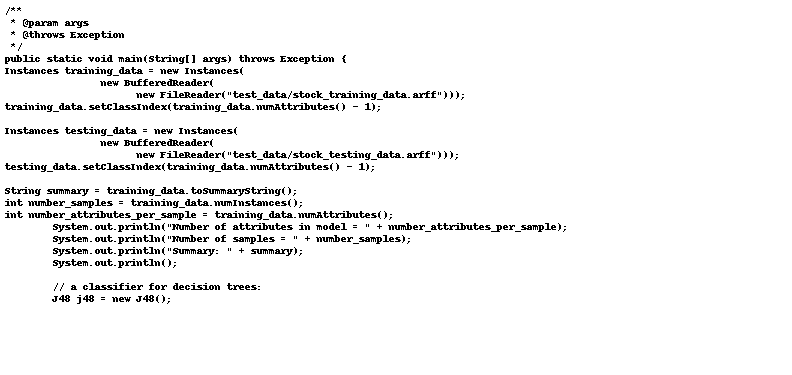 /**
 * @param args
 * @throws Exception
 */
public static void main(String[] args) throws Exception {
Instances training_data = new Instances(
                new BufferedReader(
                      new FileReader("test_data/stock_training_data.arff")));
training_data.setClassIndex(training_data.numAttributes() - 1);

Instances testing_data = new Instances(
                new BufferedReader(
                      new FileReader("test_data/stock_testing_data.arff")));
testing_data.setClassIndex(training_data.numAttributes() - 1);

String summary = training_data.toSummaryString();
int number_samples = training_data.numInstances();
int number_attributes_per_sample = training_data.numAttributes();
        System.out.println("Number of attributes in model = " + number_attributes_per_sample);
        System.out.println("Number of samples = " + number_samples);
        System.out.println("Summary: " + summary);
        System.out.println();

        // a classifier for decision trees:
        J48 j48 = new J48();